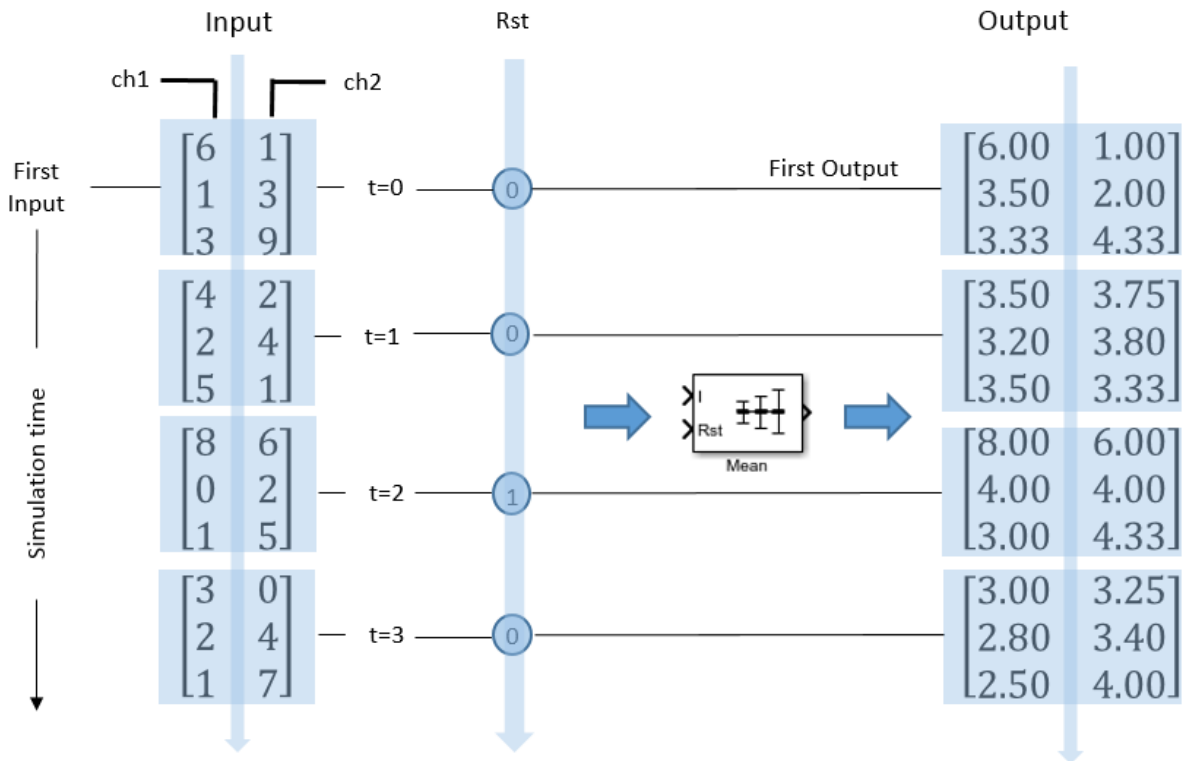 Input
Rst
Output
ch1
ch2
First
Input
[6 1]
[1 3]
[3 9]
t=0
0
First Output
[6.00 1.00]
[3.50 2.00]
[3.33 4.33]
[4 2]
[2 4]
[5 1]
t=1
0
[3.50 3.75]
[3.20 3.80]
[3.50 3.33]
I
Rst
Mean
Simulation time
[8 6]
[0 2]
[1 5]
t=2
1
[8.00 6.00]
[4.00 4.00]
[3.00 4.33]
[3 0]
[2 4]
[1 7]
t=3
0
[3.00 3.25]
[2.80 3.40]
[2.50 4.00]